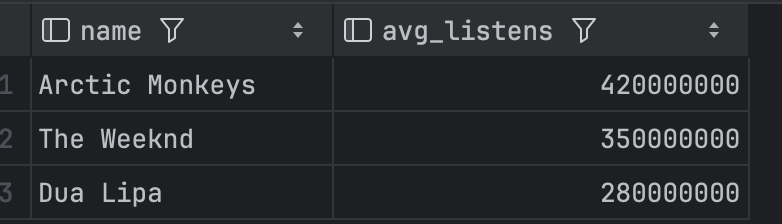 name avg_listens
1 Arctic Monkeys 420000000
2 The Weeknd 350000000
3 Dua Lipa 280000000